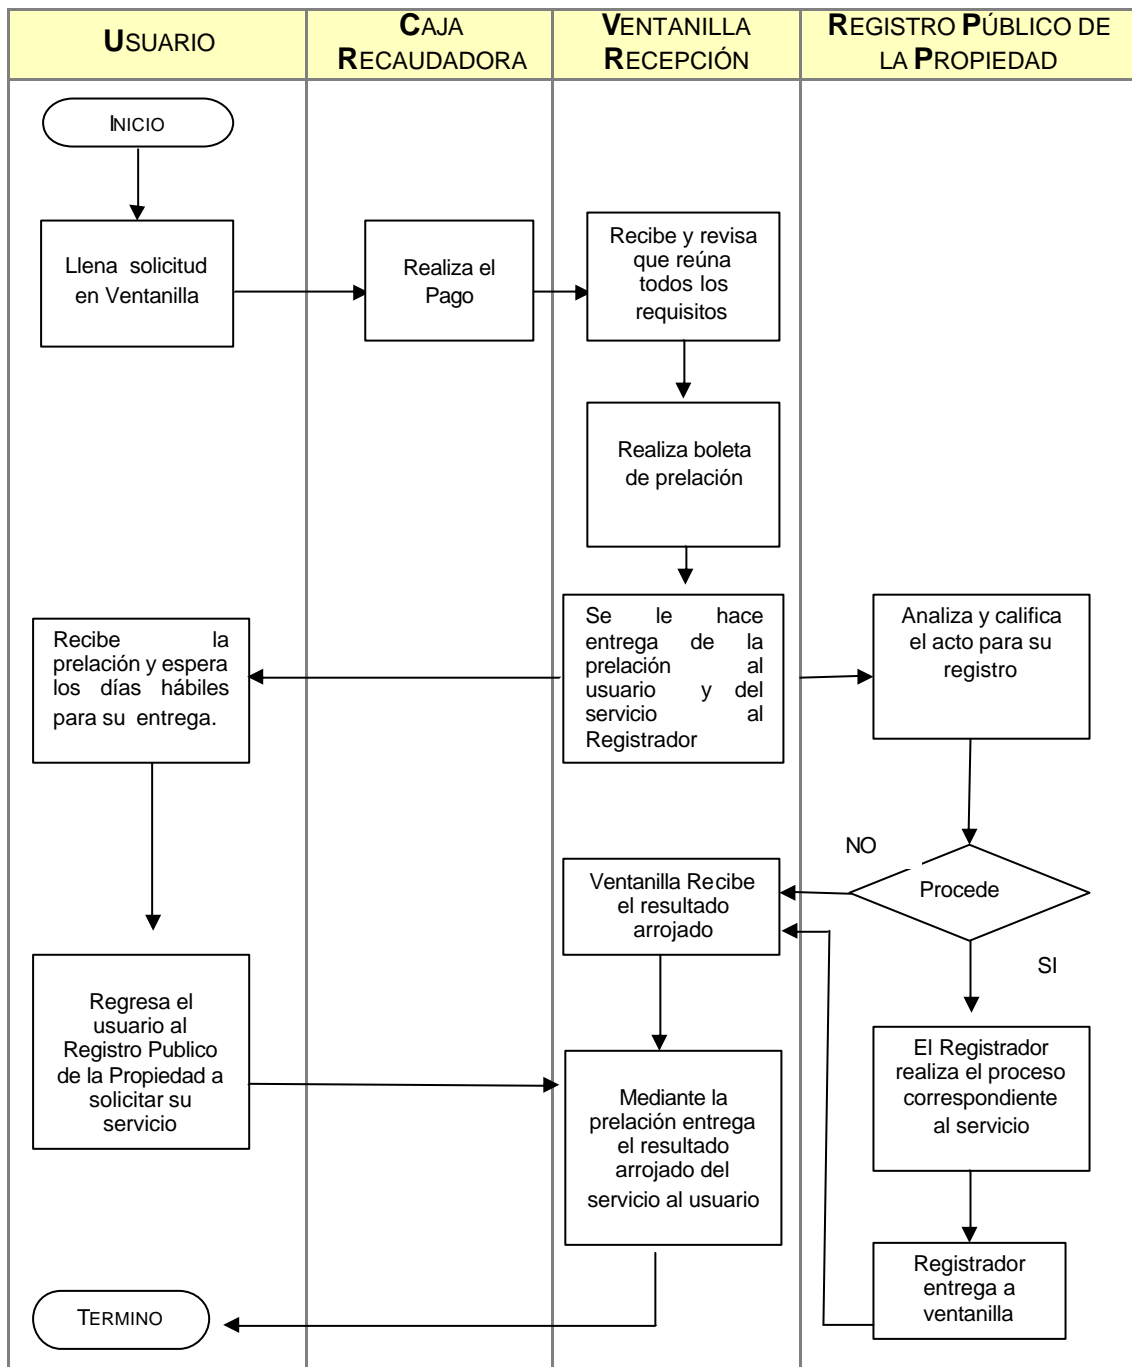 USUARIO
CAJA
RECAUDADORA
VENTANILLA
RECEPCIÓN
REGISTRO PÚBLICO DE
LA PROPIEDAD
INICIO
Llena solicitud
en Ventanilla
Realiza el
Pago
Recibe y revisa
que reúna
todos los
requisitos
Realiza boleta
de prelación
Se le hace
entrega de la
prelación al
usuario y del
servicio al
Registrador
Analiza y califica
el acto para su
registro
Recibe la
prelación y espera
los días hábiles
para su entrega.
NO
Procede
SI
Ventanilla Recibe
el resultado
arrojado
Regresa el
usuario al
Registro Publico
de la Propiedad a
solicitar su
servicio
Mediante la
prelación entrega
el resultado
arrojado del
servicio al usuario
El Registrador
realiza el proceso
correspondiente
al servicio
Registrador
entrega a
ventanilla
TERMINO